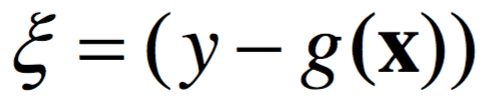 ξ = (y − g(𝐱))